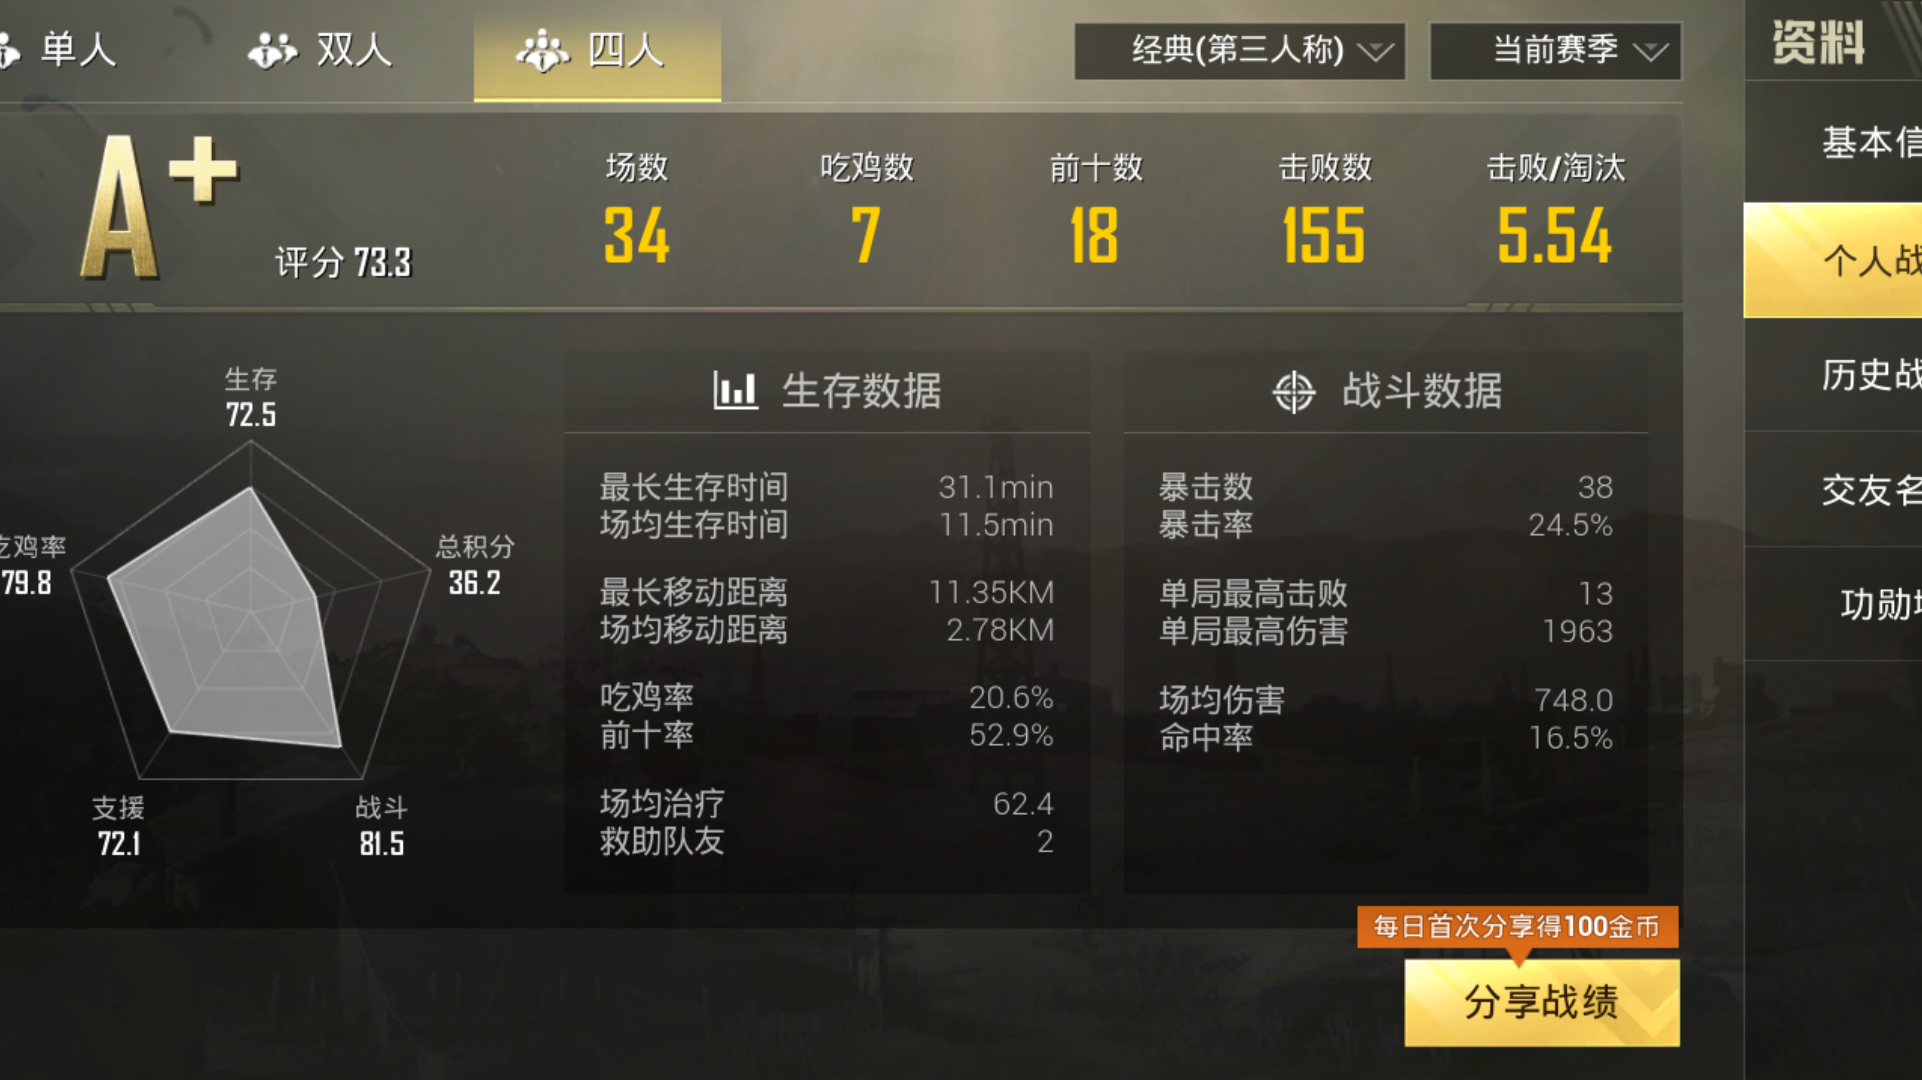 单人
双人
四人
经典(第三人称)
当前赛季
资料
A+
评分 73.3
场数
34
吃鸡数
7
前十数
18
击败数
155
击败/淘汰
5.54
基本信
个人战
历史战
交友名
功勋
生存
72.5
吃鸡率
79.8
总积分
36.2
支援
72.1
战斗
81.5
生存数据
最长生存时间 31.1min
场均生存时间 11.5min
最长移动距离 11.35KM
场均移动距离 2.78KM
吃鸡率 20.6%
前十率 52.9%
场均治疗 62.4
救助队友 2
战斗数据
暴击数 38
暴击率 24.5%
单局最高击败 13
单局最高伤害 1963
场均伤害 748.0
命中率 16.5%
每日首次分享得100金币
分享战绩